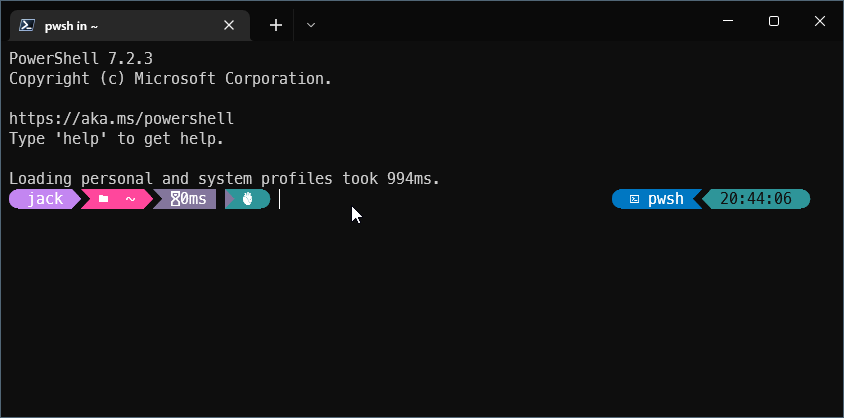 pwsh in ~
PowerShell 7.2.3
Copyright (c) Microsoft Corporation.
https://aka.ms/powershell
Type 'help' to get help.
Loading personal and system profiles took 994ms.
jack ~ 0ms pwsh 20:44:06